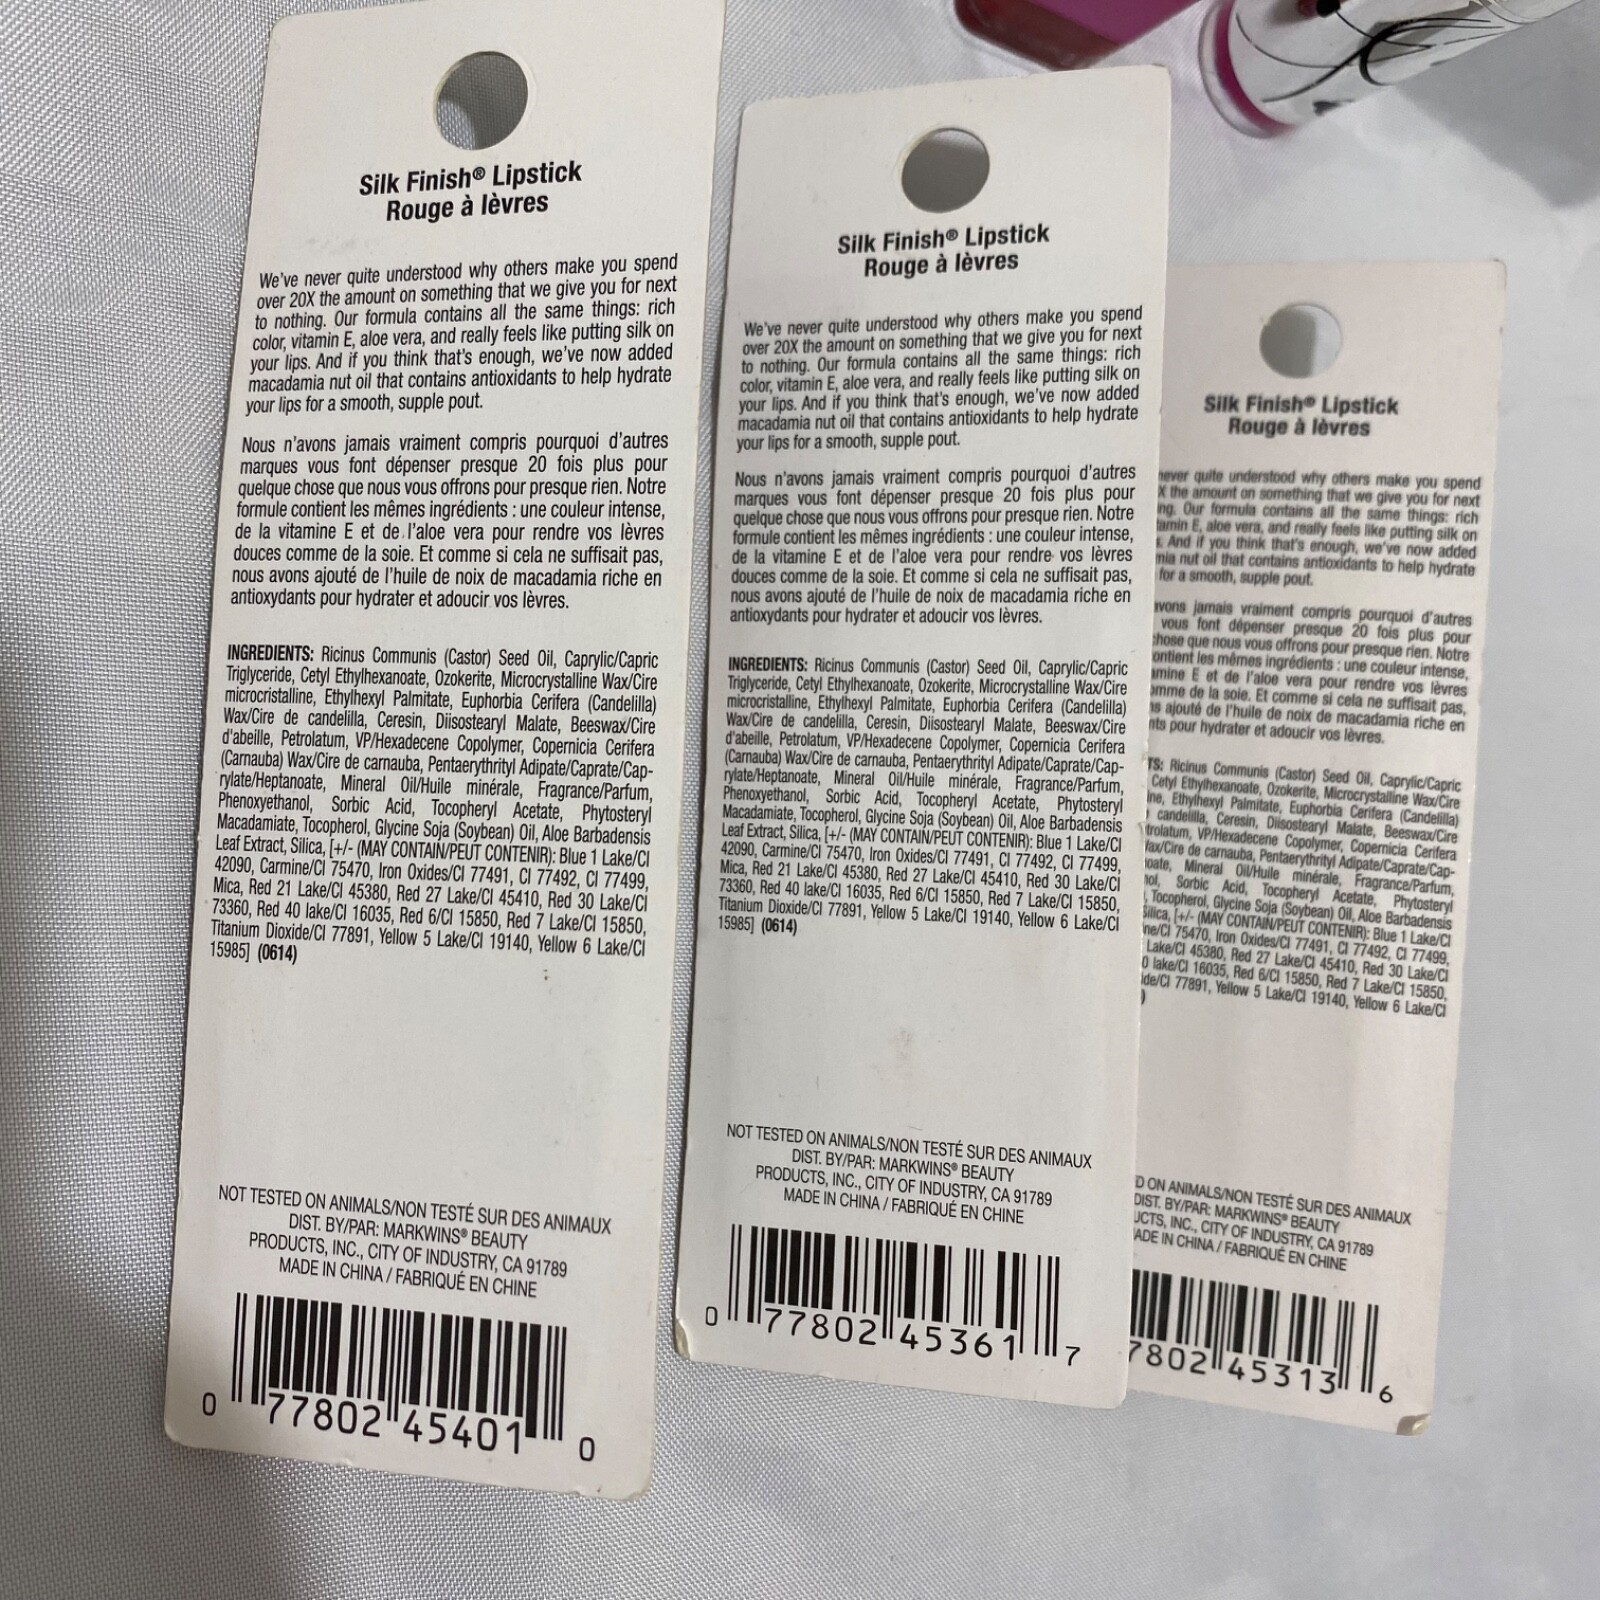 Silk Finish® Lipstick
Rouge à lèvres
We've never quite understood why others make you spend
over 20X the amount on something that we give you for next
to nothing. Our formula contains all the same things: rich
color, vitamin E, aloe vera, and really feels like putting silk on
your lips. And if you think that's enough, we've now added
macadamia nut oil that contains antioxidants to help hydrate
your lips for a smooth, supple pout.
Nous n'avons jamais vraiment compris pourquoi d'autres
marques vous font dépenser presque 20 fois plus pour
quelque chose que nous vous offrons pour presque rien. Notre
formule contient les mêmes ingrédients : une couleur intense,
de la vitamine E et de l'aloe vera pour rendre vos lèvres
douces comme de la soie. Et comme si cela ne suffisait pas,
nous avons ajouté de l'huile de noix de macadamia riche en
antioxydants pour hydrater et adoucir vos lèvres.
INGREDIENTS: Ricinus Communis (Castor) Seed Oil, Caprylic/Capric
Triglyceride, Cetyl Ethylhexanoate, Ozokerite, Microcrystalline Wax/Cire
microcristalline, Ethylhexyl Palmitate, Euphorbia Cerifera (Candelilla)
Wax/Cire de candelilla, Ceresin, Diisostearyl Malate, Beeswax/Cire
d'abeille, Petrolatum, VP/Hexadecene Copolymer, Copernicia Cerifera
(Carnauba) Wax/Cire de carnauba, Pentaerythrityl Adipate/Caprate/Cap-
rylate/Heptanoate, Mineral Oil/Huile minérale, Fragrance/Parfum,
Phenoxyethanol, Sorbic Acid, Tocopheryl Acetate, Phytosteryl
Macadamiate, Tocopherol, Glycine Soja (Soybean) Oil, Aloe Barbadensis
Leaf Extract, Silica, [+/- (MAY CONTAIN/PEUT CONTENIR): Blue 1 Lake/CI
42090, Carmine/CI 75470, Iron Oxides/CI 77491, CI 77492, CI 77499,
Mica, Red 21 Lake/CI 45380, Red 27 Lake/CI 45410, Red 30 Lake/CI
73360, Red 40 lake/CI 16035, Red 6/CI 15850, Red 7 Lake/CI 15850,
Titanium Dioxide/CI 77891, Yellow 5 Lake/CI 19140, Yellow 6 Lake/CI
15985] (0614)
NOT TESTED ON ANIMALS/NON TESTÉ SUR DES ANIMAUX
DIST. BY/PAR: MARKWINS® BEAUTY
PRODUCTS, INC., CITY OF INDUSTRY, CA 91789
MADE IN CHINA / FABRIQUÉ EN CHINE
0 77802 45401 0
Silk Finish® Lipstick
Rouge à lèvres
We've never quite understood why others make you spend
over 20X the amount on something that we give you for next
to nothing. Our formula contains all the same things: rich
color, vitamin E, aloe vera, and really feels like putting silk on
your lips. And if you think that's enough, we've now added
macadamia nut oil that contains antioxidants to help hydrate
your lips for a smooth, supple pout.
Nous n'avons jamais vraiment compris pourquoi d'autres
marques vous font dépenser presque 20 fois plus pour
quelque chose que nous vous offrons pour presque rien. Notre
formule contient les mêmes ingrédients : une couleur intense,
de la vitamine E et de l'aloe vera pour rendre vos lèvres
douces comme de la soie. Et comme si cela ne suffisait pas,
nous avons ajouté de l'huile de noix de macadamia riche en
antioxydants pour hydrater et adoucir vos lèvres.
INGREDIENTS: Ricinus Communis (Castor) Seed Oil, Caprylic/Capric
Triglyceride, Cetyl Ethylhexanoate, Ozokerite, Microcrystalline Wax/Cire
microcristalline, Ethylhexyl Palmitate, Euphorbia Cerifera (Candelilla)
Wax/Cire de candelilla, Ceresin, Diisostearyl Malate, Beeswax/Cire
d'abeille, Petrolatum, VP/Hexadecene Copolymer, Copernicia Cerifera
(Carnauba) Wax/Cire de carnauba, Pentaerythrityl Adipate/Caprate/Cap-
rylate/Heptanoate, Mineral Oil/Huile minérale, Fragrance/Parfum,
Phenoxyethanol, Sorbic Acid, Tocopheryl Acetate, Phytosteryl
Macadamiate, Tocopherol, Glycine Soja (Soybean) Oil, Aloe Barbadensis
Leaf Extract, Silica, [+/- (MAY CONTAIN/PEUT CONTENIR): Blue 1 Lake/CI
42090, Carmine/CI 75470, Iron Oxides/CI 77491, CI 77492, CI 77499,
Mica, Red 21 Lake/CI 45380, Red 27 Lake/CI 45410, Red 30 Lake/CI
73360, Red 40 lake/CI 16035, Red 6/CI 15850, Red 7 Lake/CI 15850,
Titanium Dioxide/CI 77891, Yellow 5 Lake/CI 19140, Yellow 6 Lake/CI
15985] (0614)
NOT TESTED ON ANIMALS/NON TESTÉ SUR DES ANIMAUX
DIST. BY/PAR: MARKWINS® BEAUTY
PRODUCTS, INC., CITY OF INDUSTRY, CA 91789
MADE IN CHINA / FABRIQUÉ EN CHINE
0 77802 45361 7
Silk Finish® Lipstick
Rouge à lèvres
never quite understood why others make you spend
X the amount on something that we give you for next
ng. Our formula contains all the same things: rich
tamin E, aloe vera, and really feels like putting silk on
s. And if you think that's enough, we've now added
mia nut oil that contains antioxidants to help hydrate
for a smooth, supple pout.
avons jamais vraiment compris pourquoi d'autres
vous font dépenser presque 20 fois plus pour
chose que nous vous offrons pour presque rien. Notre
ontient les mêmes ingrédients : une couleur intense,
amine E et de l'aloe vera pour rendre vos lèvres
omme de la soie. Et comme si cela ne suffisait pas,
ns ajouté de l'huile de noix de macadamia riche en
nts pour hydrater et adoucir vos lèvres.
TS: Ricinus Communis (Castor) Seed Oil, Caprylic/Capric
Cetyl Ethylhexanoate, Ozokerite, Microcrystalline Wax/Cire
ine, Ethylhexyl Palmitate, Euphorbia Cerifera (Candelilla)
candelilla, Ceresin, Diisostearyl Malate, Beeswax/Cire
trolatum, VP/Hexadecene Copolymer, Copernicia Cerifera
ax/Cire de carnauba, Pentaerythrityl Adipate/Caprate/Cap-
oate, Mineral Oil/Huile minérale, Fragrance/Parfum,
nol, Sorbic Acid, Tocopheryl Acetate, Phytosteryl
, Tocopherol, Glycine Soja (Soybean) Oil, Aloe Barbadensis
Silica, [+/- (MAY CONTAIN/PEUT CONTENIR): Blue 1 Lake/CI
ne/CI 75470, Iron Oxides/CI 77491, CI 77492, CI 77499,
Lake/CI 45380, Red 27 Lake/CI 45410, Red 30 Lake/CI
0 lake/CI 16035, Red 6/CI 15850, Red 7 Lake/CI 15850,
ide/CI 77891, Yellow 5 Lake/CI 19140, Yellow 6 Lake/CI
)
D ON ANIMALS/NON TESTÉ SUR DES ANIMAUX
DIST. BY/PAR: MARKWINS® BEAUTY
UCTS, INC., CITY OF INDUSTRY, CA 91789
ADE IN CHINA / FABRIQUÉ EN CHINE
7802 45313 6